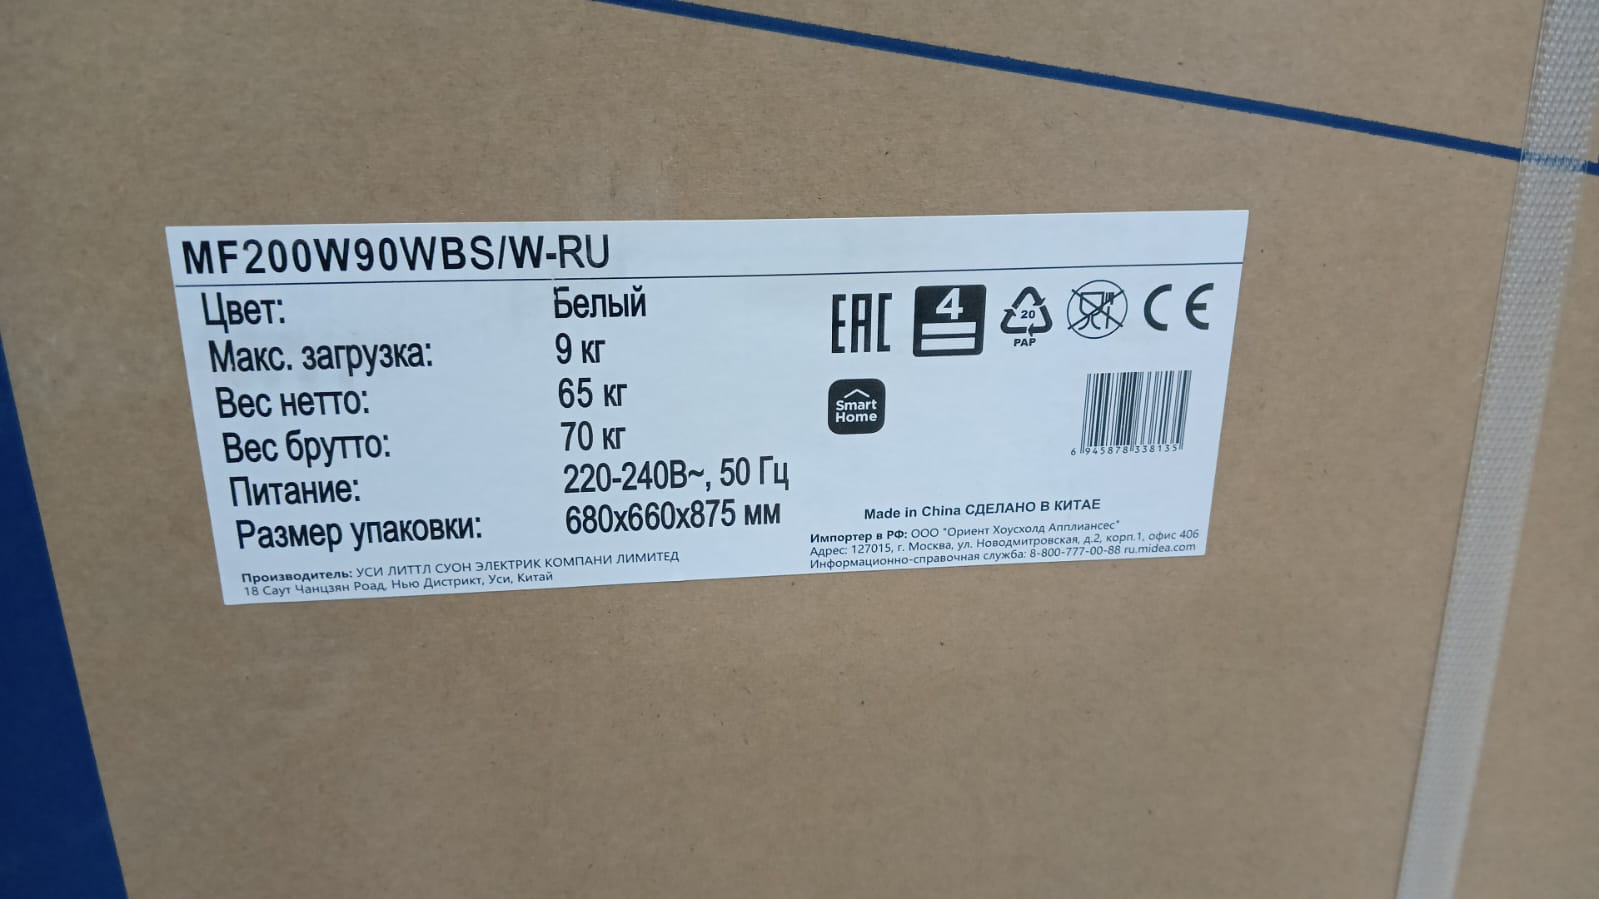 MF200W90WBS/W-RU
Цвет: Белый
Макс. загрузка: 9 кг
Вес нетто: 65 кг
Вес брутто: 70 кг
Питание: 220-240В~, 50 Гц
Размер упаковки: 680x660x875 мм
Производитель: УСИ ЛИТТЛ СУОН ЭЛЕКТРИК КОМПАНИ ЛИМИТЕД
18 Саут Чанцзян Роад, Нью Дистрикт, Уси, Китай
EAC
4
20
PAP
CE
Smart
Home
6 945878 338135
Made in China СДЕЛАНО В КИТАЕ
Импортер в РФ: ООО "Ориент Хоусхолд Апплиансес"
Адрес: 127015, г. Москва, ул. Новодмитровская, д.2, корп.1, офис 406
Информационно-справочная служба: 8-800-777-00-88 ru.midea.com